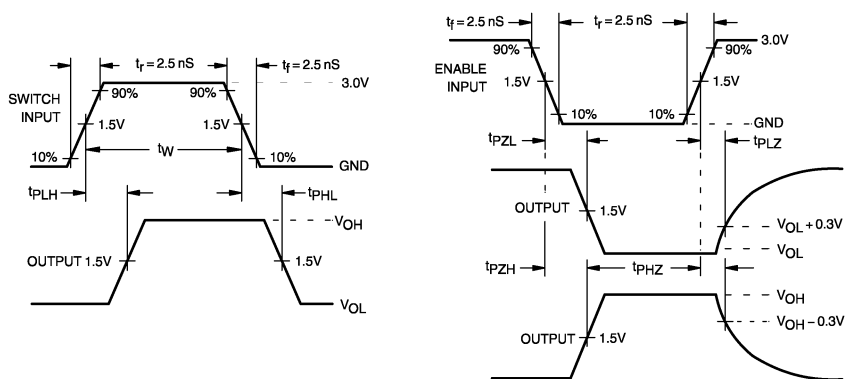 tr = 2.5 nS
tf = 2.5 nS
3.0V
90%
90%
SWITCH
INPUT
1.5V
1.5V
10%
tW
10%
GND
tPLH
tPHL
VOH
OUTPUT 1.5V
1.5V
VOL
tf = 2.5 nS
tr = 2.5 nS
3.0V
90%
90%
ENABLE
INPUT
1.5V
1.5V
10%
10%
GND
tPZL
tPLZ
OUTPUT
1.5V
VOL + 0.3V
VOL
tPZH
tPHZ
VOH
VOH – 0.3V
OUTPUT
1.5V